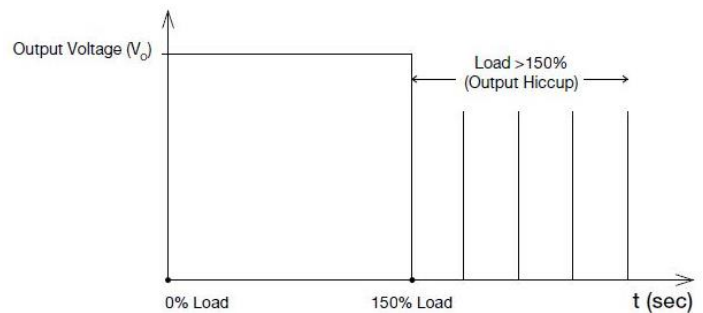 Output Voltage (Vo)
Load >150%
(Output Hiccup)
0% Load
150% Load
t (sec)